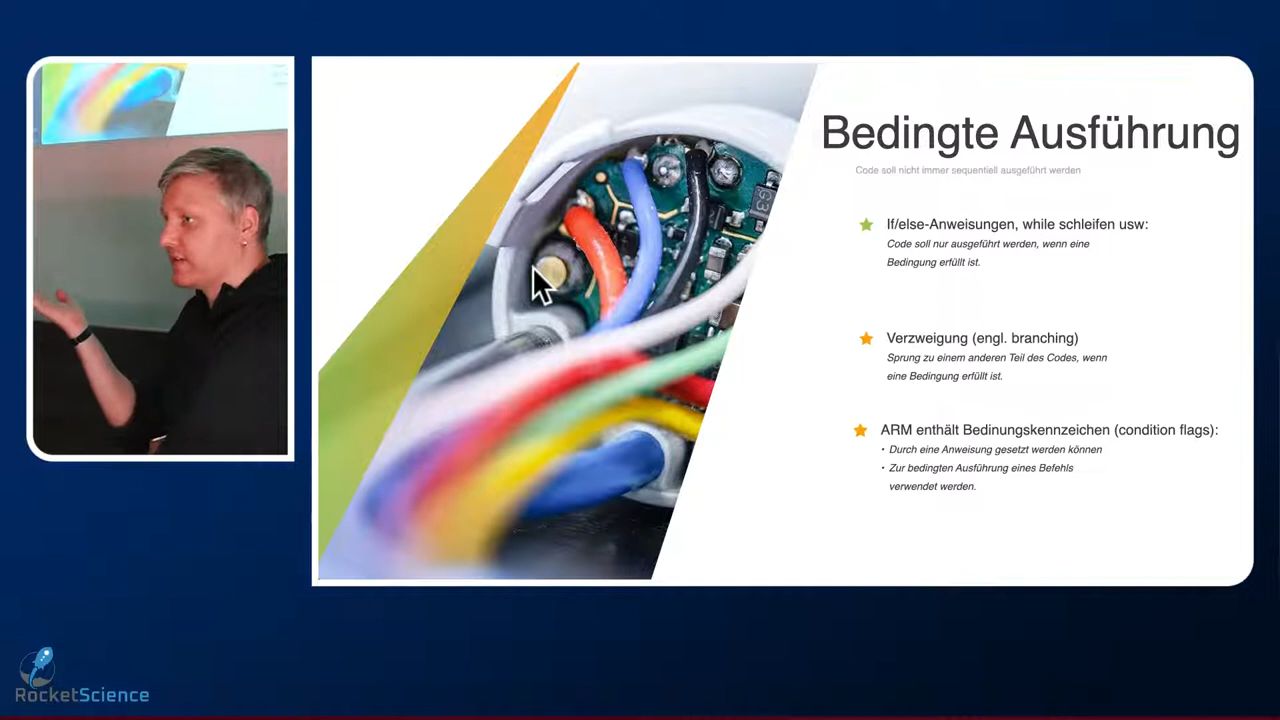 Bedingte Ausführung
Code soll nicht immer sequentiell ausgeführt werden
If/else-Anweisungen, while schleifen usw:
Code soll nur ausgeführt werden, wenn eine
Bedingung erfüllt ist.
Verzweigung (engl. branching)
Sprung zu einem anderen Teil des Codes, wenn
eine Bedingung erfüllt ist.
ARM enthält Bedinungskennzeichen (condition flags):
• Durch eine Anweisung gesetzt werden können
• Zur bedingten Ausführung eines Befehls
verwendet werden.
G3
RocketScience